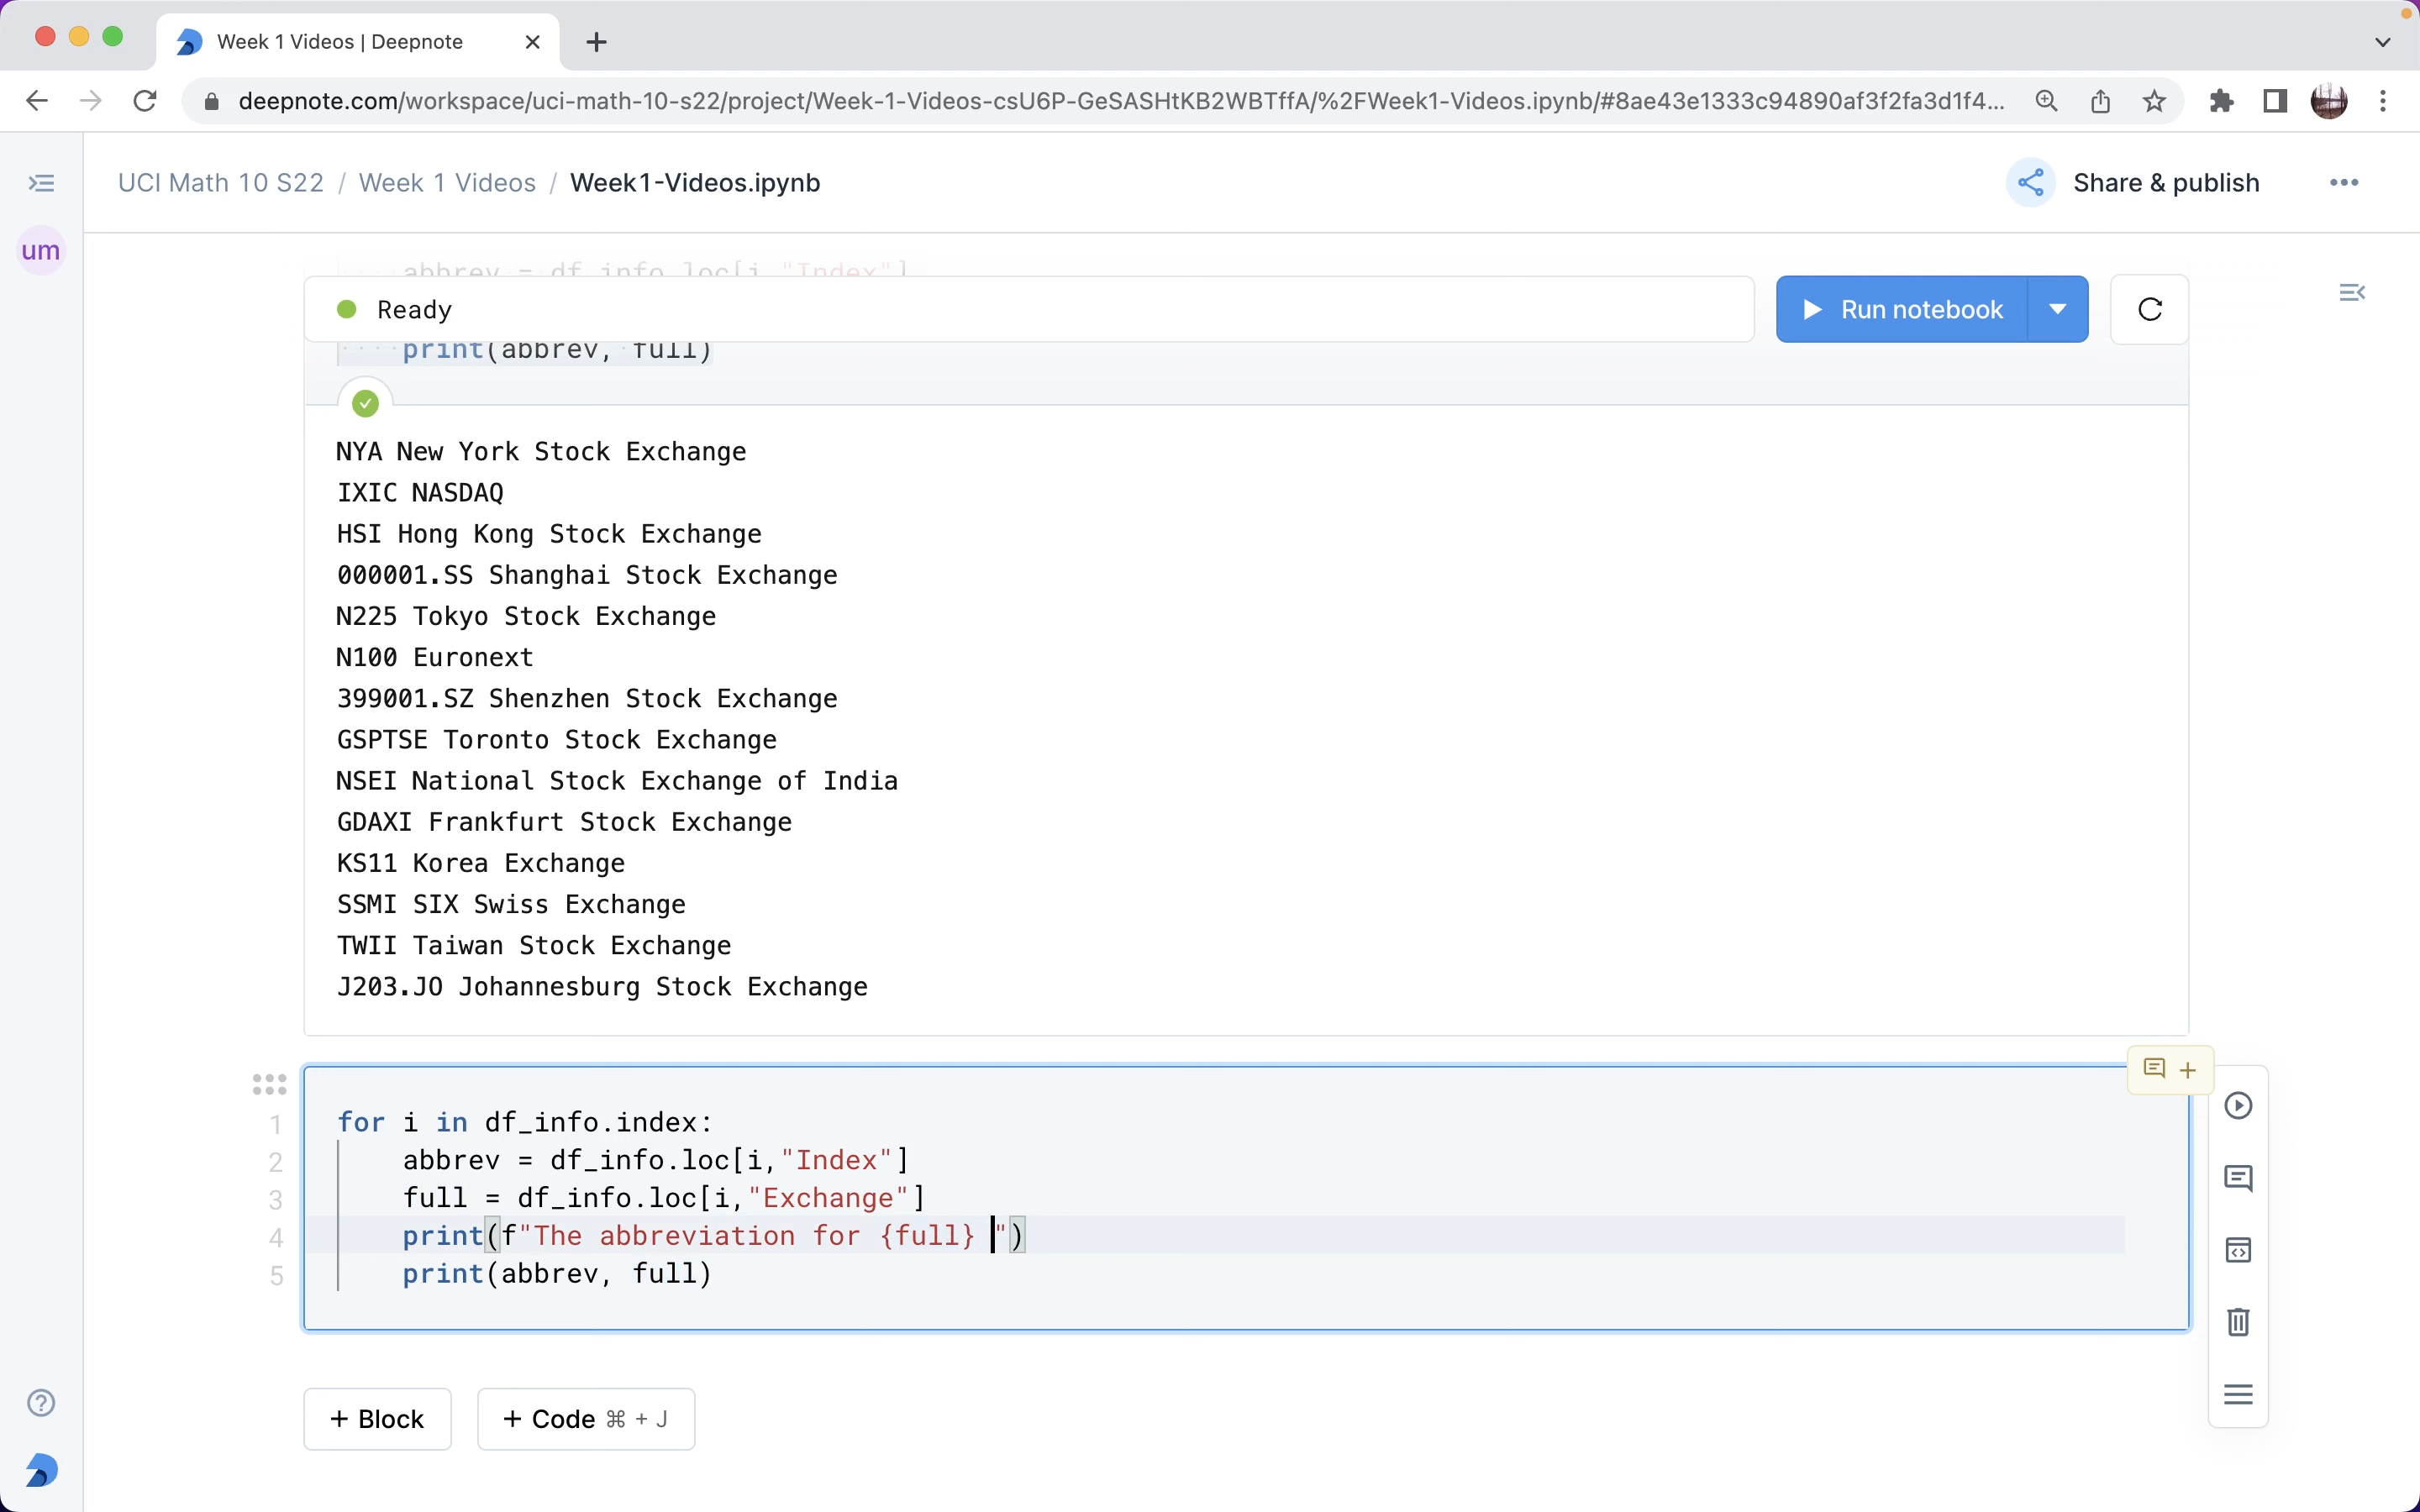 Week 1 Videos | Deepnote
deepnote.com/workspace/uci-math-10-s22/project/Week-1-Videos-csU6P-GeSASHtKB2WBTffA/%2FWeek1-Videos.ipynb/#8ae43e1333c94890af3f2fa3d1f4...
um
UCI Math 10 S22 / Week 1 Videos / Week1-Videos.ipynb
Share & publish
abbrev = df_info.loc[i,"Index"]
Ready
Run notebook
print(abbrev, full)
NYA New York Stock Exchange
IXIC NASDAQ
HSI Hong Kong Stock Exchange
000001.SS Shanghai Stock Exchange
N225 Tokyo Stock Exchange
N100 Euronext
399001.SZ Shenzhen Stock Exchange
GSPTSE Toronto Stock Exchange
NSEI National Stock Exchange of India
GDAXI Frankfurt Stock Exchange
KS11 Korea Exchange
SSMI SIX Swiss Exchange
TWII Taiwan Stock Exchange
J203.JO Johannesburg Stock Exchange
1 for i in df_info.index:
2 abbrev = df_info.loc[i,"Index"]
3 full = df_info.loc[i,"Exchange"]
4 print(f"The abbreviation for {full} ")
5 print(abbrev, full)
+ Block
+ Code ⌘ + J